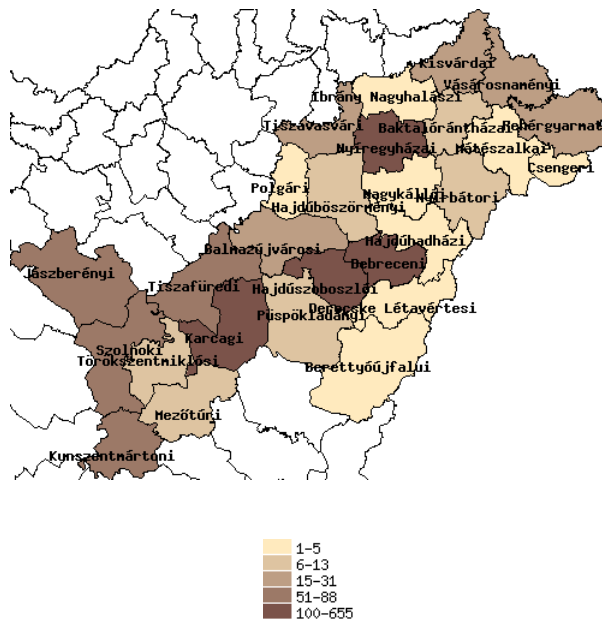 Kisvárdai
Vásárosnaményi
Ibrány Nagyhalászi
Tiszavasvári
Baktalórántházai
Fehérgyarmat
Nyíregyházai
Mátészalkai
Csengeri
Polgári
Nagykállói
Nyírbátori
Hajdúböszörményi
Hajdúhadházi
Balmazújvárosi
Debreceni
Jászberényi
Tiszafüredi
Hajdúszoboszlói
Derecske Létavértesi
Püspökladányi
Karcagi
Szolnoki
Törökszentmiklósi
Berettyóújfalui
Mezőtúri
Kunszentmártoni
1-5
6-13
15-31
51-88
100-655